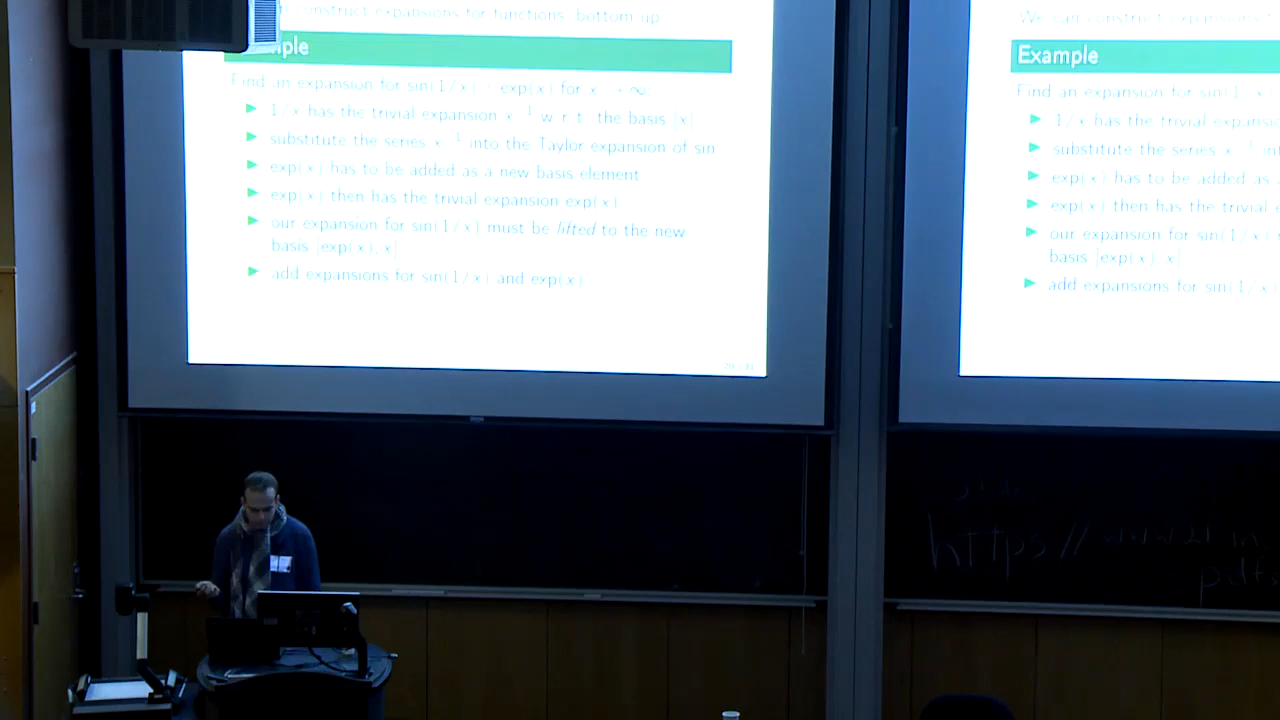 construct expansions for functions bottom up
ple
Find an expansion for sin(1/x) + exp(x) for x → ∞:
1/x has the trivial expansion x⁻¹ w.r.t. the basis [x]
substitute the series x⁻¹ into the Taylor expansion of sin
exp(x) has to be added as a new basis element
exp(x) then has the trivial expansion exp(x)
our expansion for sin(1/x) must be lifted to the new
basis [exp(x), x]
add expansions for sin(1/x) and exp(x)
We can construct expansions
Example
Find an expansion for sin(1/x)
1/x has the trivial expansi
substitute the series x⁻¹ int
exp(x) has to be added as
exp(x) then has the trivial e
our expansion for sin(1/x)
basis [exp(x), x]
add expansions for sin(1/x)
https://www21.in
pdfs